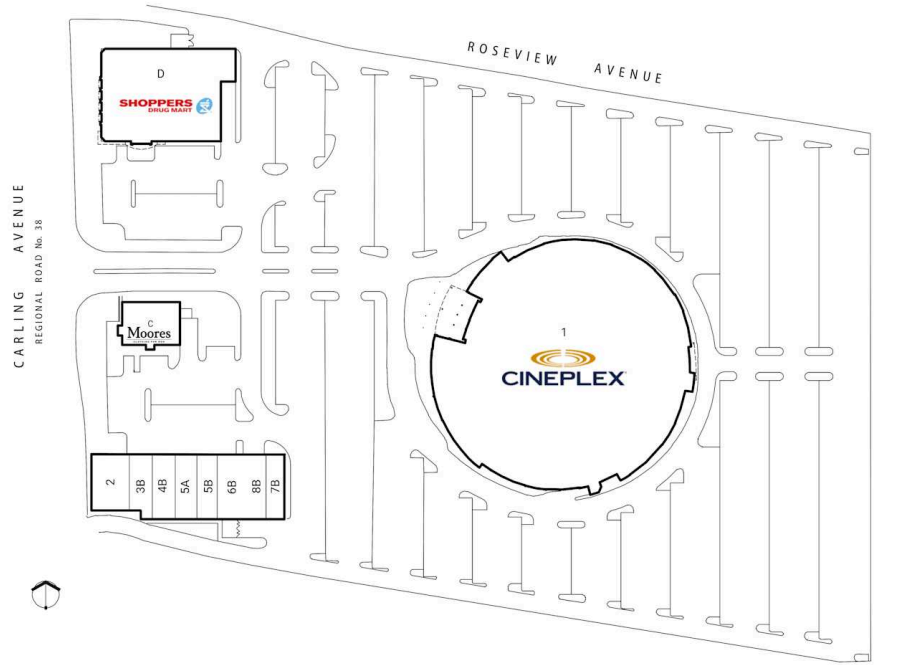 ROSEVIEW AVENUE
D
SHOPPERS
DRUG MART
CARLING AVENUE
REGIONAL ROAD No. 38
C
Moores
1
CINEPLEX
2
3B
4B
5A
5B
6B
8B
7B